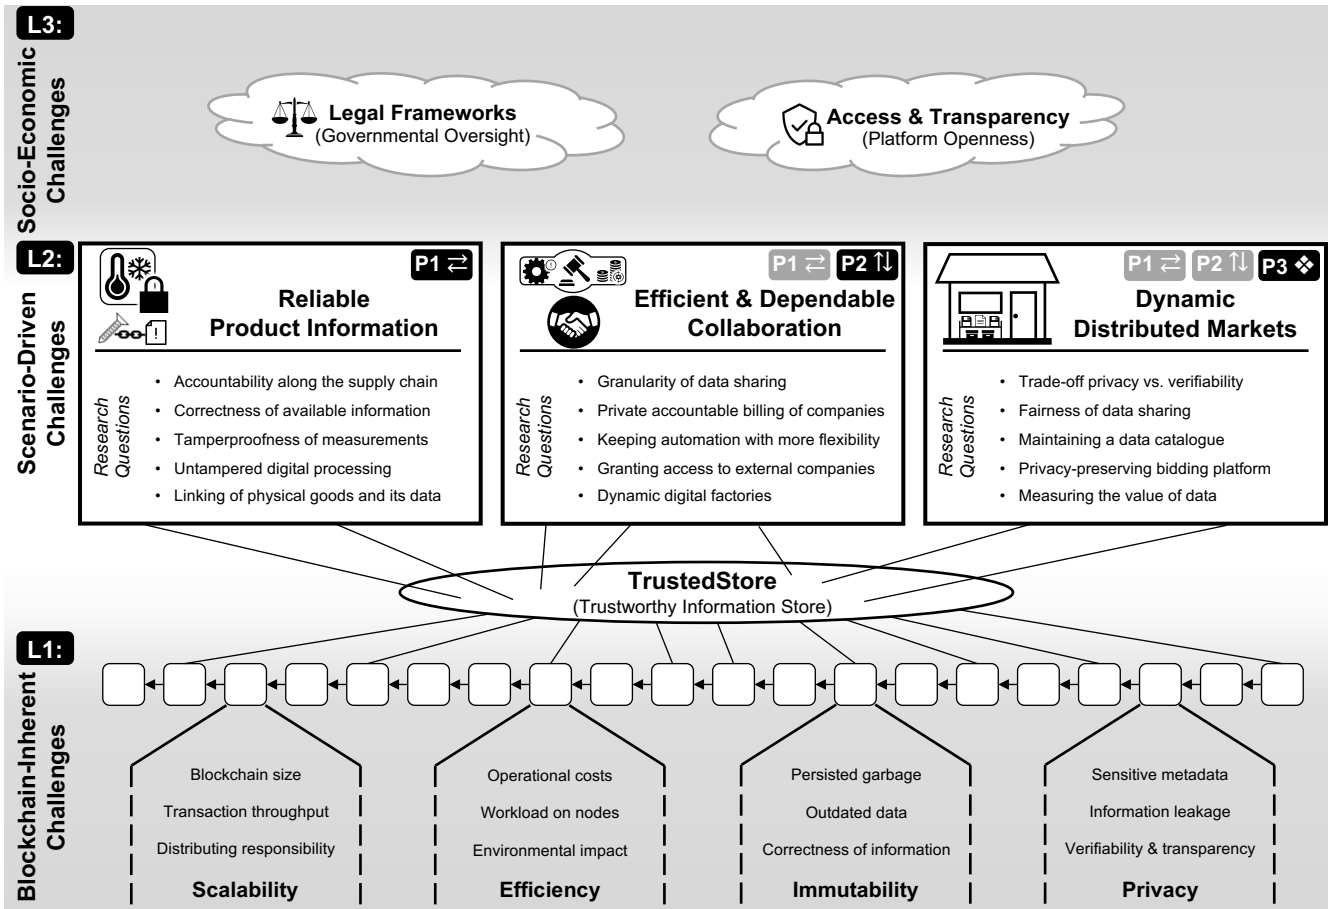 L3:
Socio-Economic
Challenges
Legal Frameworks
(Governmental Oversight)
Access & Transparency
(Platform Openness)
L2:
Scenario-Driven
Challenges
P1 ⇄
Reliable
Product Information
Research
Questions
• Accountability along the supply chain
• Correctness of available information
• Tamperproofness of measurements
• Untampered digital processing
• Linking of physical goods and its data
P1 ⇄ P2 ⇅
Efficient & Dependable
Collaboration
Research
Questions
• Granularity of data sharing
• Private accountable billing of companies
• Keeping automation with more flexibility
• Granting access to external companies
• Dynamic digital factories
P1 ⇄ P2 ⇅ P3 ❖
Dynamic
Distributed Markets
Research
Questions
• Trade-off privacy vs. verifiability
• Fairness of data sharing
• Maintaining a data catalogue
• Privacy-preserving bidding platform
• Measuring the value of data
TrustedStore
(Trustworthy Information Store)
L1:
Blockchain-Inherent
Challenges
Blockchain size
Transaction throughput
Distributing responsibility
Scalability
Operational costs
Workload on nodes
Environmental impact
Efficiency
Persisted garbage
Outdated data
Correctness of information
Immutability
Sensitive metadata
Information leakage
Verifiability & transparency
Privacy